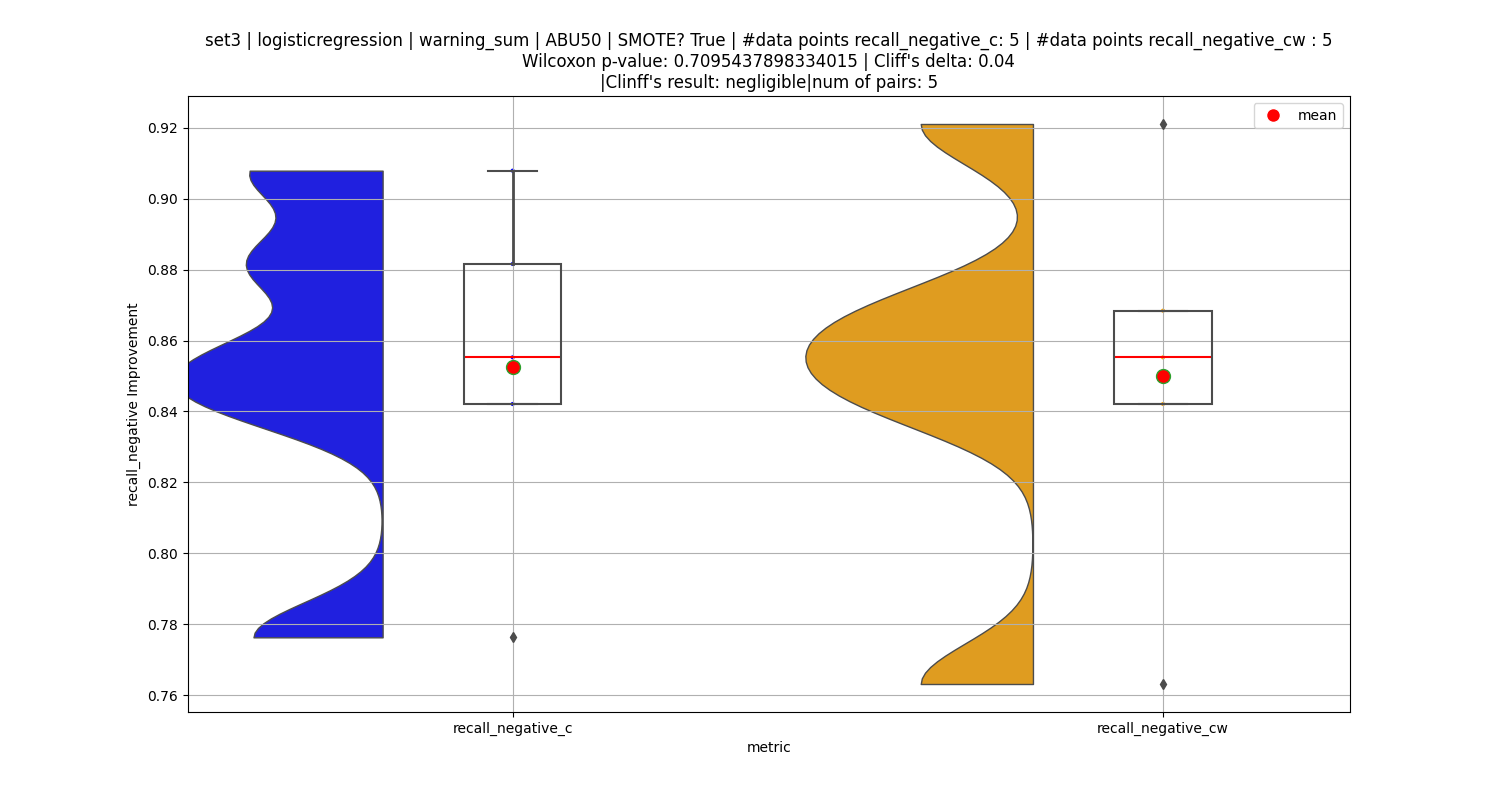 set3 | logisticregression | warning_sum | ABU50 | SMOTE? True | #data points recall_negative_c: 5 | #data points recall_negative_cw : 5
Wilcoxon p-value: 0.7095437898334015 | Cliff's delta: 0.04
|Clinff's result: negligible|num of pairs: 5
mean
0.92
0.90
0.88
0.86
0.84
0.82
0.80
0.78
0.76
recall_negative Improvement
recall_negative_c
recall_negative_cw
metric